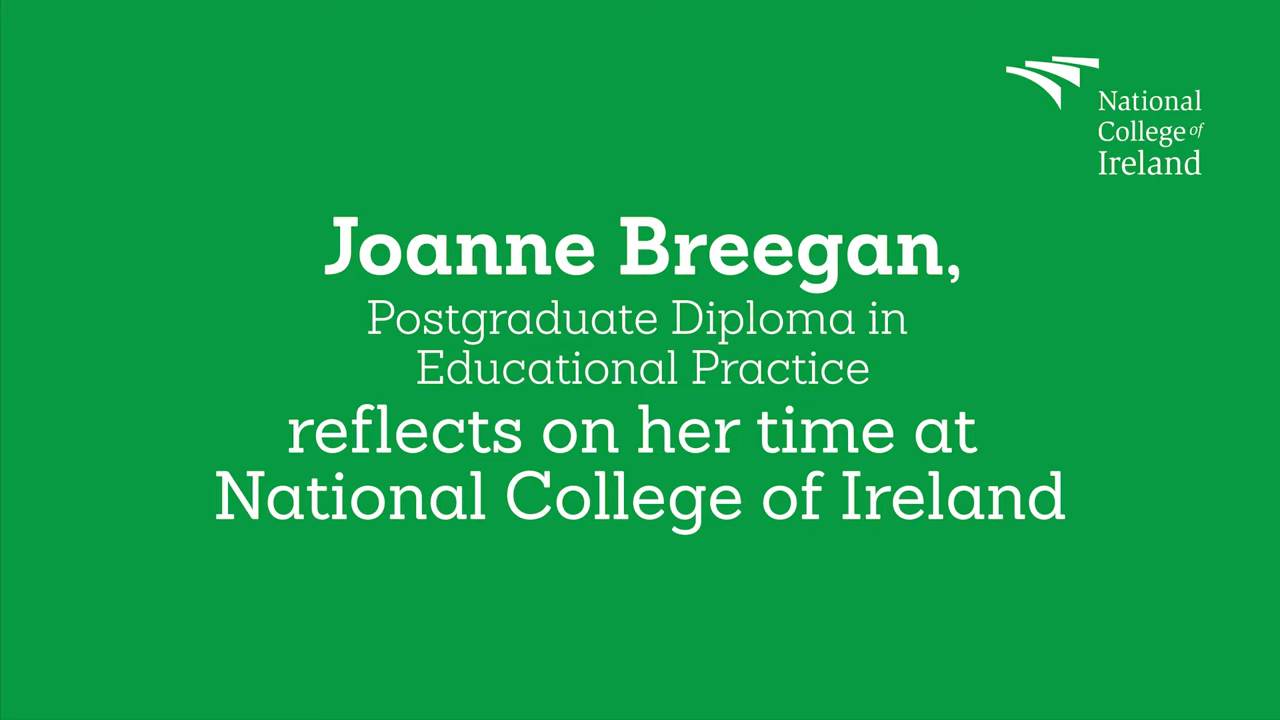 National
College of
Ireland
Joanne Breegan,
Postgraduate Diploma in
Educational Practice
reflects on her time at
National College of Ireland